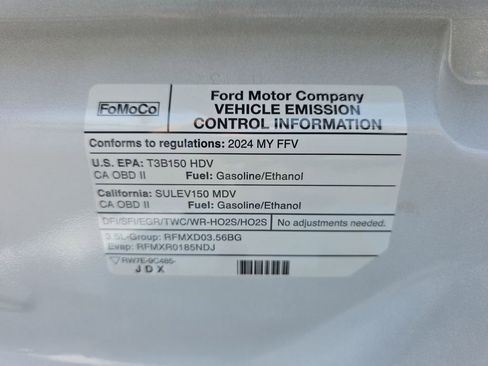 FoMoCo
Ford Motor Company
VEHICLE EMISSION
CONTROL INFORMATION
Conforms to regulations: 2024 MY FFV
U.S. EPA: T3B150 HDV
CA OBD II Fuel: Gasoline/Ethanol
California: SULEV150 MDV
CA OBD II Fuel: Gasoline/Ethanol
DFI/SFI/EGR/TWC/WR-HO2S/HO2S No adjustments needed.
3.5L-Group: RFMXD03.56BG
Evap: RFMXR0185NDJ
RW7E-9C485-
JDX